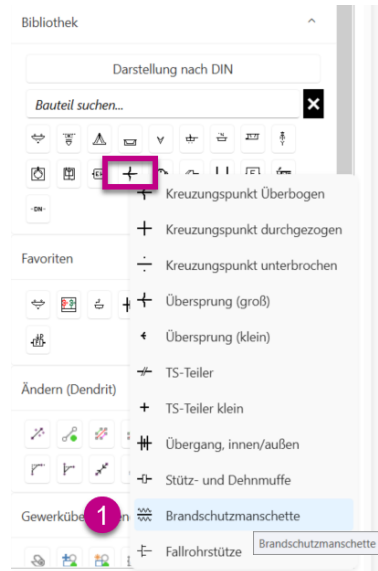 Bibliothek
Darstellung nach DIN
Bauteil suchen...
-DN-
Kreuzungspunkt Überbogen
Kreuzungspunkt durchgezogen
Kreuzungspunkt unterbrochen
Übersprung (groß)
Übersprung (klein)
TS-Teiler
TS-Teiler klein
Übergang, innen/außen
Stütz- und Dehnmuffe
Brandschutzmanschette
Fallrohrstütze
Brandschutzmanschette
Favoriten
Ändern (Dendrit)
Gewerkübe
1